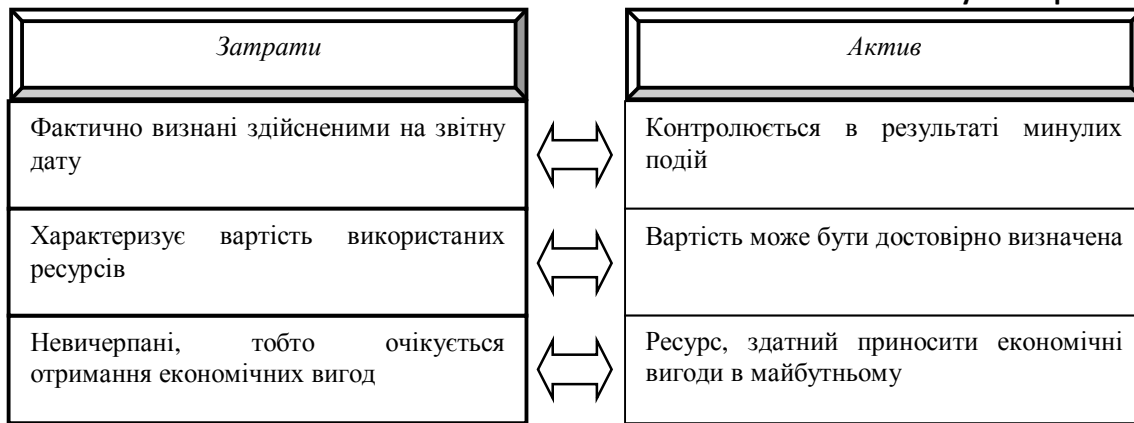 Затрати
Актив
Фактично визнані здійсненими на звітну
дату
Контролюється в результаті минулих
подій
Характеризує вартість використаних
ресурсів
Вартість може бути достовірно визначена
Невичерпані, тобто очікується
отримання економічних вигод
Ресурс, здатний приносити економічні
вигоди в майбутньому